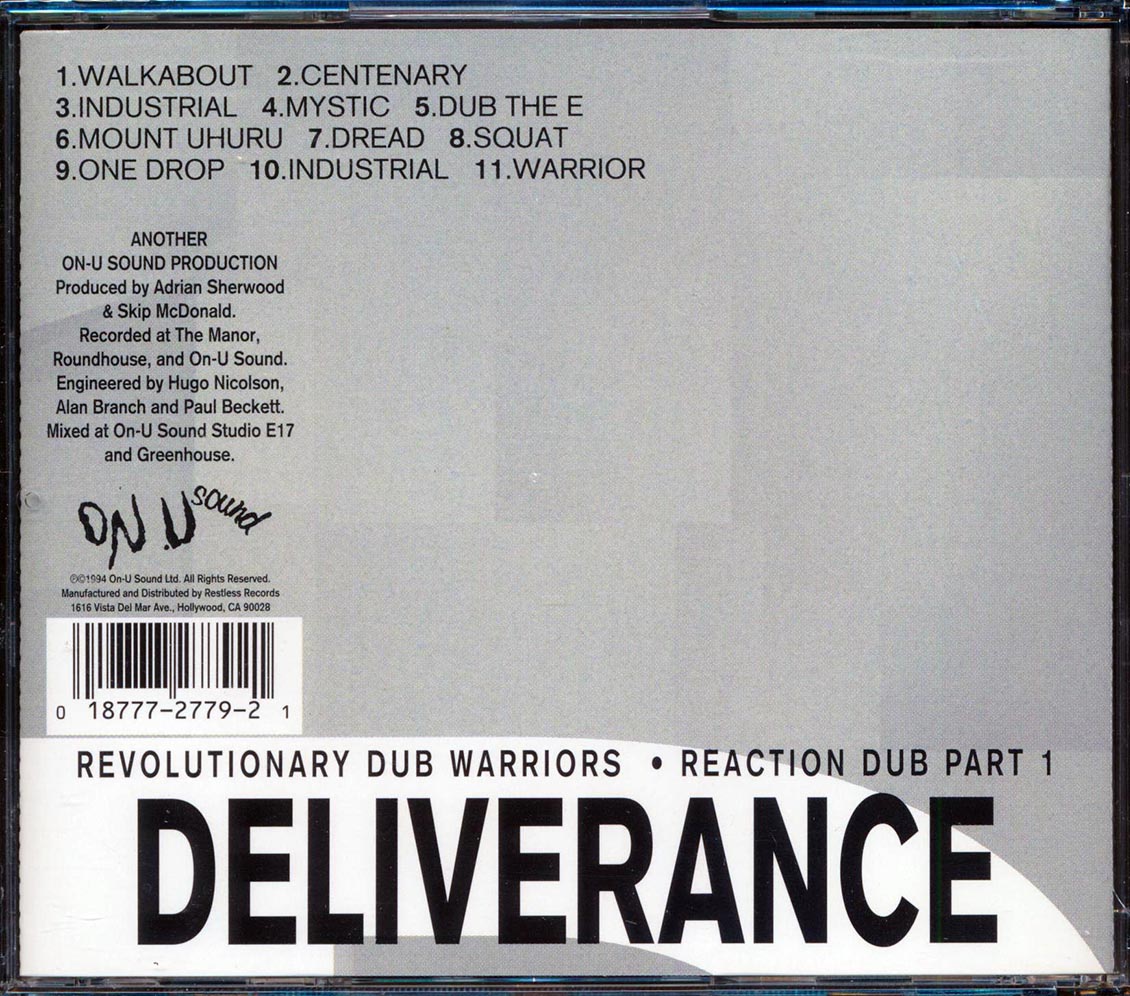 1.WALKABOUT 2.CENTENARY
3.INDUSTRIAL 4.MYSTIC 5.DUB THE E
6.MOUNT UHURU 7.DREAD 8.SQUAT
9.ONE DROP 10.INDUSTRIAL 11.WARRIOR
ANOTHER
ON-U SOUND PRODUCTION
Produced by Adrian Sherwood
& Skip McDonald.
Recorded at The Manor,
Roundhouse, and On-U Sound.
Engineered by Hugo Nicolson,
Alan Branch and Paul Beckett.
Mixed at On-U Sound Studio E17
and Greenhouse.
ON.U sound
℗©1994 On-U Sound Ltd. All Rights Reserved.
Manufactured and Distributed by Restless Records
1616 Vista Del Mar Ave., Hollywood, CA 90028
0 18777-2779-2 1
REVOLUTIONARY DUB WARRIORS • REACTION DUB PART 1
DELIVERANCE